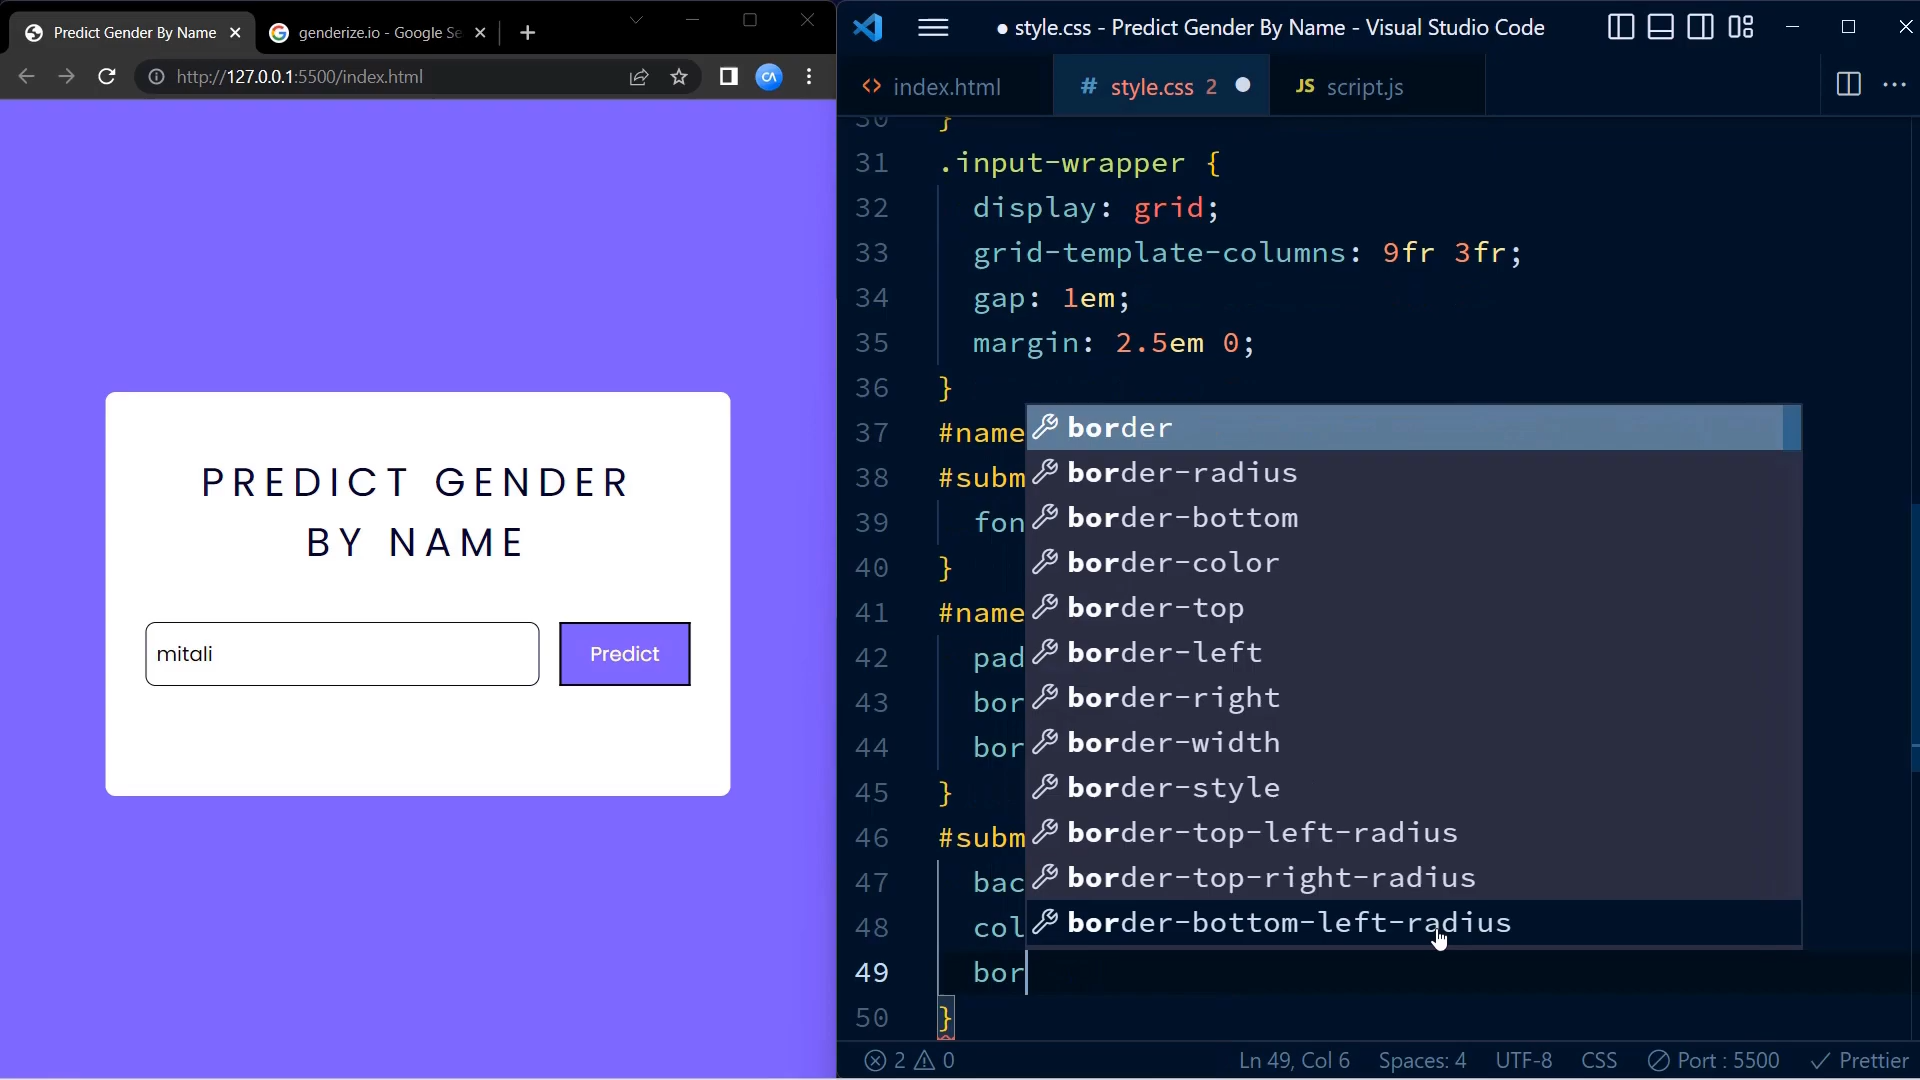 Predict Gender By Name
genderize.io - Google Se
http://127.0.0.1:5500/index.html
CA
PREDICT GENDER
BY NAME
mitali
Predict
● style.css - Predict Gender By Name - Visual Studio Code
<> index.html
# style.css 2 ●
JS script.js
30 }
31 .input-wrapper {
32 display: grid;
33 grid-template-columns: 9fr 3fr;
34 gap: 1em;
35 margin: 2.5em 0;
36 }
37 #name
38 #subm
39 fon
40 }
41 #name
42 pad
43 bor
44 bor
45 }
46 #subm
47 bac
48 col
49 bor
50 }
border
border-radius
border-bottom
border-color
border-top
border-left
border-right
border-width
border-style
border-top-left-radius
border-top-right-radius
border-bottom-left-radius
2 0 Ln 49, Col 6 Spaces: 4 UTF-8 CSS Port : 5500 Prettier